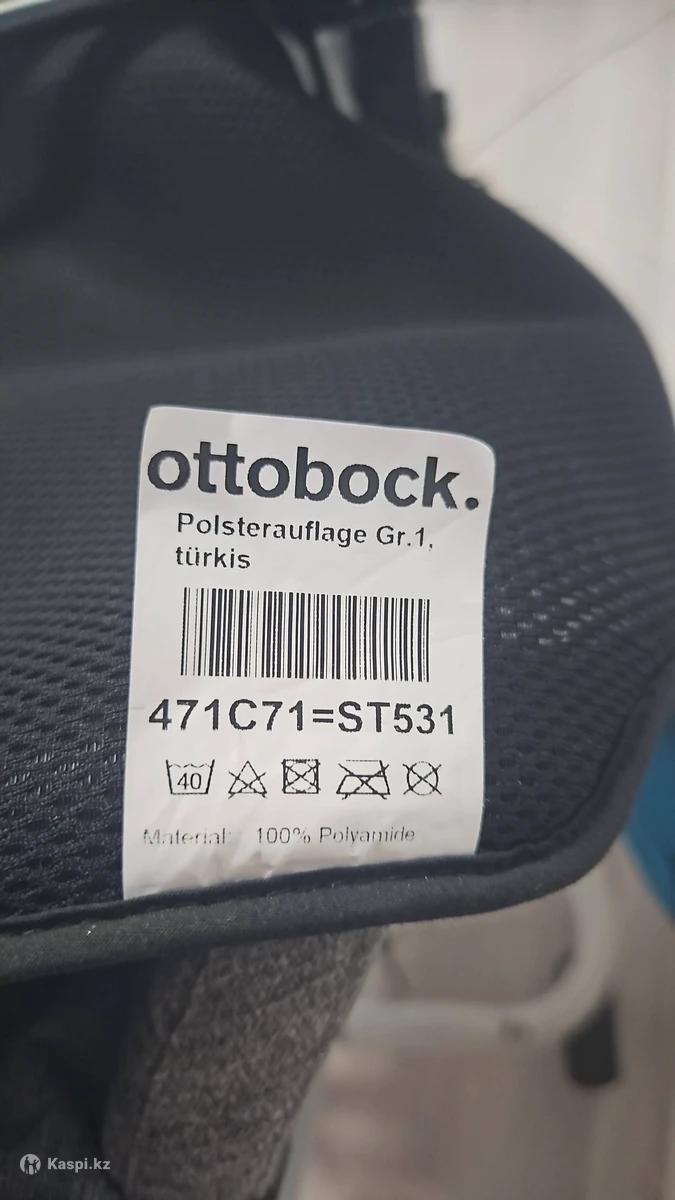 ottobock.
Polsterauflage Gr.1,
türkis
471C71=ST531
40
Material: 100% Polyamide
Kaspi.kz